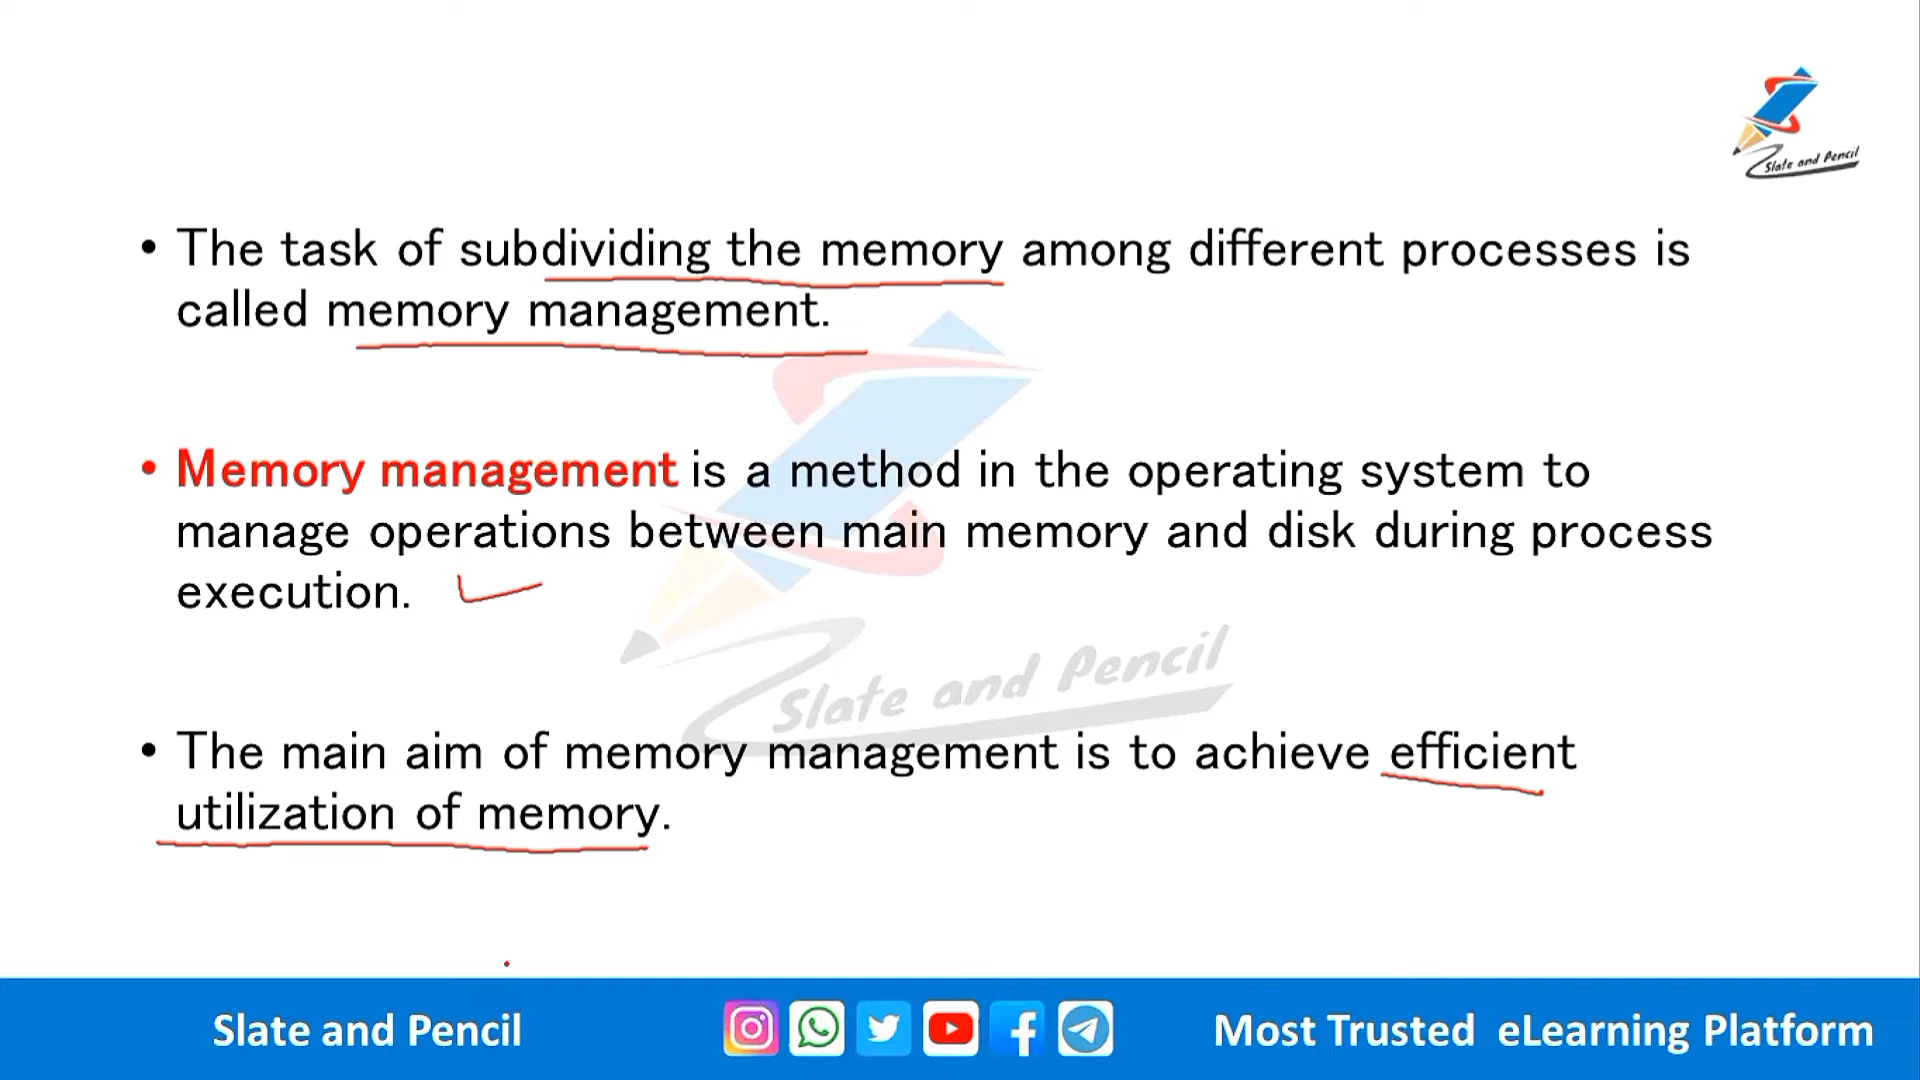 Slate and Pencil
• The task of subdividing the memory among different processes is
called memory management.
• Memory management is a method in the operating system to
manage operations between main memory and disk during process
execution.
Slate and Pencil
• The main aim of memory management is to achieve efficient
utilization of memory.
Slate and Pencil
Most Trusted eLearning Platform